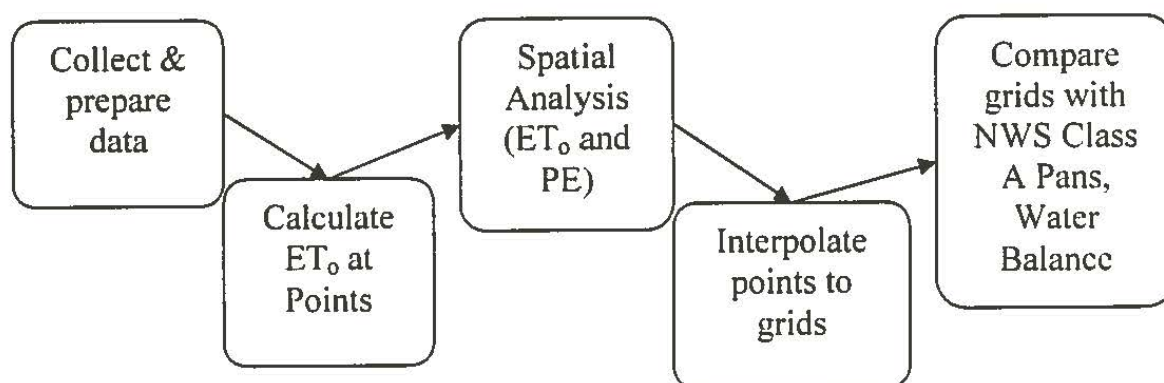 Collect &
prepare
data
Calculate
ETₒ at
Points
Spatial
Analysis
(ETₒ and
PE)
Interpolate
points to
grids
Compare
grids with
NWS Class
A Pans,
Water
Balance